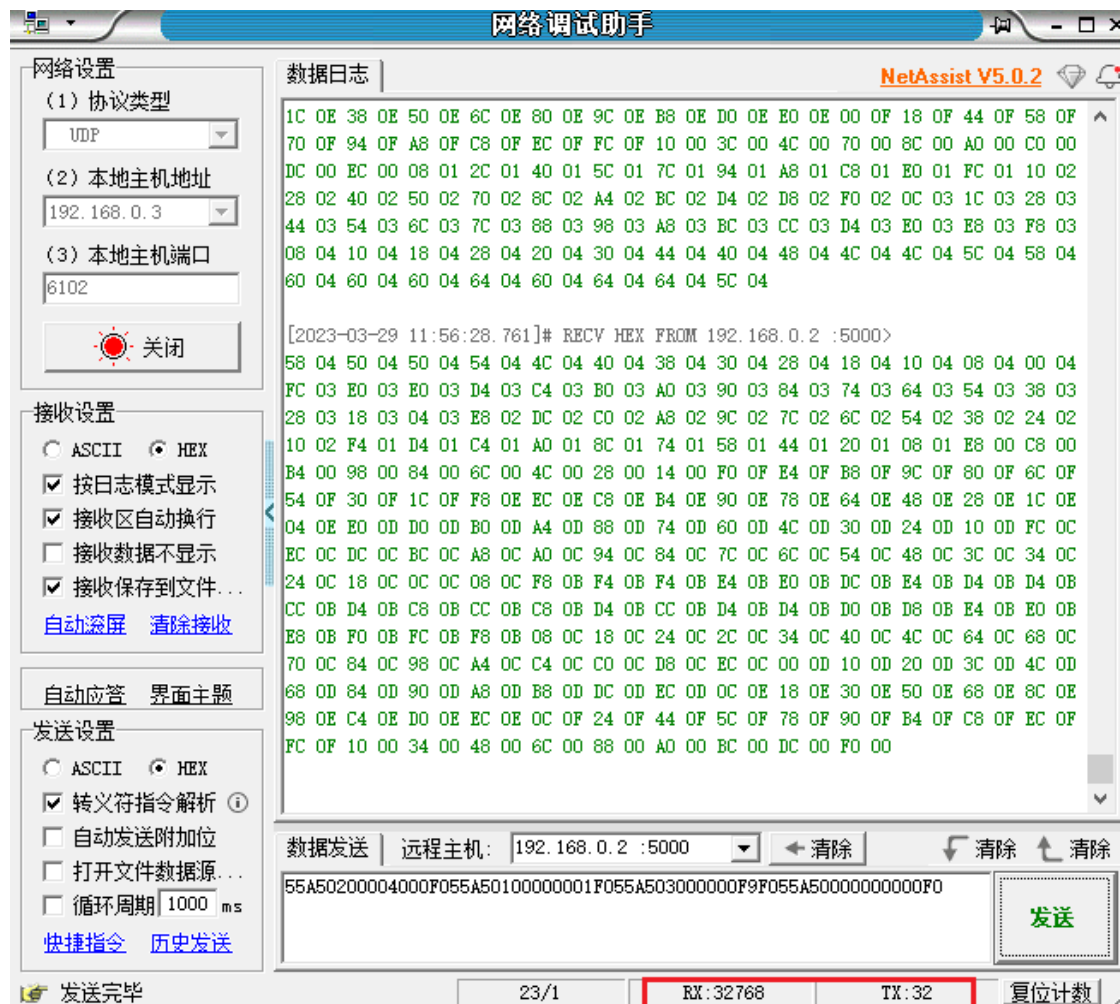 网络调试助手
网络设置
(1) 协议类型
UDP
(2) 本地主机地址
192.168.0.3
(3) 本地主机端口
6102
关闭
接收设置
ASCII HEX
按日志模式显示
接收区自动换行
接收数据不显示
接收保存到文件...
自动滚屏 清除接收
自动应答 界面主题
发送设置
ASCII HEX
转义符指令解析
自动发送附加位
打开文件数据源...
循环周期 1000 ms
快捷指令 历史发送
数据日志
NetAssist V5.0.2
1C 0E 38 0E 50 0E 6C 0E 80 0E 9C 0E B8 0E D0 0E E0 0E 00 0F 18 0F 44 0F 58 0F
70 0F 94 0F A8 0F C8 0F EC 0F FC 0F 10 00 3C 00 4C 00 70 00 8C 00 A0 00 C0 00
DC 00 EC 00 08 01 2C 01 40 01 5C 01 7C 01 94 01 A8 01 C8 01 E0 01 FC 01 10 02
28 02 40 02 50 02 70 02 8C 02 A4 02 BC 02 D4 02 D8 02 F0 02 0C 03 1C 03 28 03
44 03 54 03 6C 03 7C 03 88 03 98 03 A8 03 BC 03 CC 03 D4 03 E0 03 E8 03 F8 03
08 04 10 04 18 04 28 04 20 04 30 04 44 04 40 04 48 04 4C 04 4C 04 5C 04 58 04
60 04 60 04 60 04 64 04 60 04 64 04 64 04 5C 04
[2023-03-29 11:56:28.761]# RECV HEX FROM 192.168.0.2 :5000>
58 04 50 04 50 04 54 04 4C 04 40 04 38 04 30 04 28 04 18 04 10 04 08 04 00 04
FC 03 E0 03 E0 03 D4 03 C4 03 B0 03 A0 03 90 03 84 03 74 03 64 03 54 03 38 03
28 03 18 03 04 03 E8 02 DC 02 C0 02 A8 02 9C 02 7C 02 6C 02 54 02 38 02 24 02
10 02 F4 01 D4 01 C4 01 A0 01 8C 01 74 01 58 01 44 01 20 01 08 01 E8 00 C8 00
B4 00 98 00 84 00 6C 00 4C 00 28 00 14 00 F0 0F E4 0F B8 0F 9C 0F 80 0F 6C 0F
54 0F 30 0F 1C 0F F8 0E EC 0E C8 0E B4 0E 90 0E 78 0E 64 0E 48 0E 28 0E 1C 0E
04 0E E0 0D D0 0D B0 0D A4 0D 88 0D 74 0D 60 0D 4C 0D 30 0D 24 0D 10 0D FC 0C
EC 0C DC 0C BC 0C A8 0C A0 0C 94 0C 84 0C 7C 0C 6C 0C 54 0C 48 0C 3C 0C 34 0C
24 0C 18 0C 0C 0C 08 0C F8 0B F4 0B F4 0B E4 0B E0 0B DC 0B E4 0B D4 0B D4 0B
CC 0B D4 0B C8 0B CC 0B C8 0B D4 0B CC 0B D4 0B D4 0B D0 0B D8 0B E4 0B E0 0B
E8 0B F0 0B FC 0B F8 0B 08 0C 18 0C 24 0C 2C 0C 34 0C 40 0C 4C 0C 64 0C 68 0C
70 0C 84 0C 98 0C A4 0C C4 0C C0 0C D8 0C EC 0C 00 0D 10 0D 20 0D 3C 0D 4C 0D
68 0D 84 0D 90 0D A8 0D B8 0D DC 0D EC 0D 0C 0E 18 0E 30 0E 50 0E 68 0E 8C 0E
98 0E C4 0E D0 0E EC 0E 0C 0F 24 0F 44 0F 5C 0F 78 0F 90 0F B4 0F C8 0F EC 0F
FC 0F 10 00 34 00 48 00 6C 00 88 00 A0 00 BC 00 DC 00 F0 00
数据发送 远程主机: 192.168.0.2 :5000 清除 清除 清除
55A50200004000F055A50100000001F055A503000000F9F055A50000000000F0
发送
发送完毕 23/1 RX:32768 TX:32 复位计数